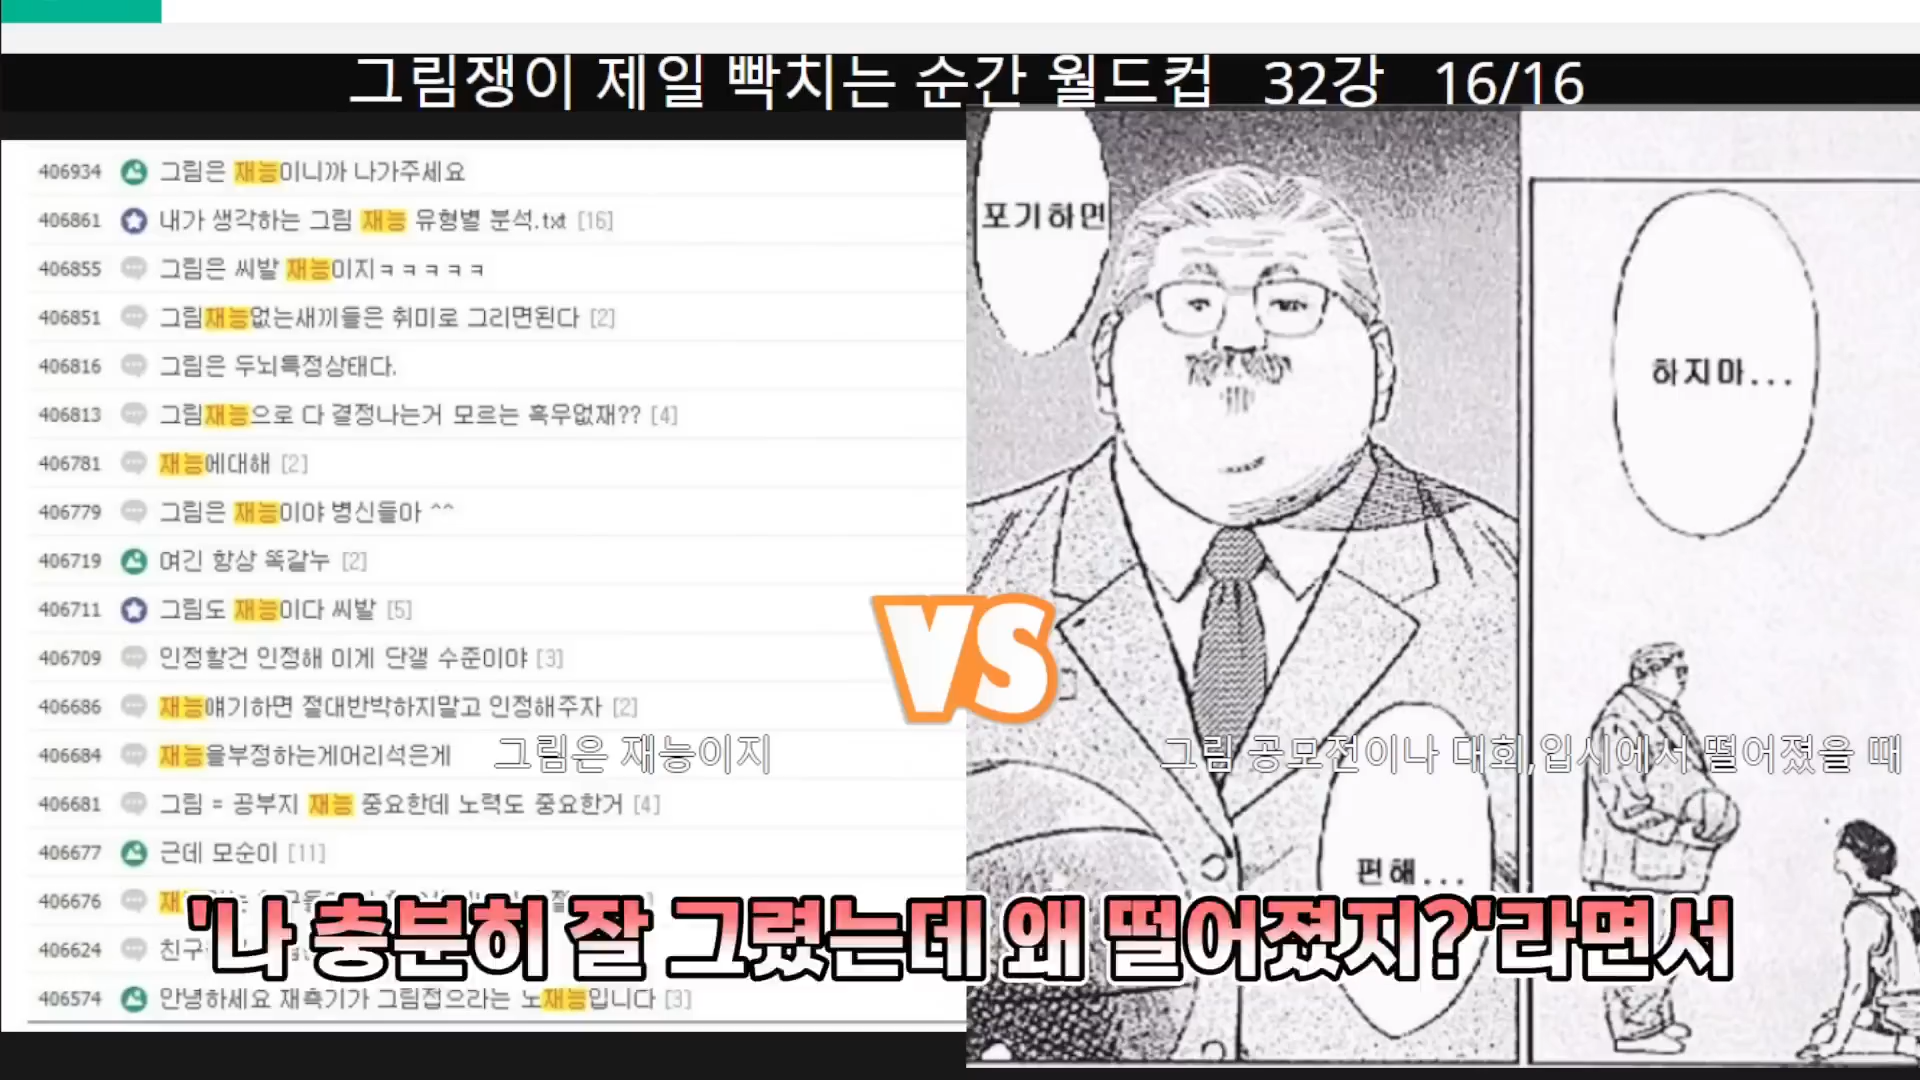 그림쟁이 제일 빡치는 순간 월드컵 32강 16/16
406934 그림은 재능이니까 나가주세요
406861 내가 생각하는 그림 재능 유형별 분석.txt [16]
406855 그림은 씨발 재능이지ㅋㅋㅋㅋㅋ
406851 그림재능없는새끼들은 취미로 그리면된다 [2]
406816 그림은 두뇌특정상태다.
406813 그림재능으로 다 결정나는거 모르는 흑우없재?? [4]
406781 재능에대해 [2]
406779 그림은 재능이야 병신들아 ^^
406719 여긴 항상 똑같누 [2]
406711 그림도 재능이다 씨발 [5]
406709 인정할건 인정해 이게 단갤 수준이야 [3]
406686 재능얘기하면 절대반박하지말고 인정해주자 [2]
406684 재능을부정하는게어리석은게
406681 그림 = 공부지 재능 중요한데 노력도 중요한거 [4]
406677 근데 모순이 [11]
406676
406624 친구
406574 안녕하세요 재측기가 그림접으라는 노재능입니다 [3]
그림은 재능이지
VS
포기하면
편해...
하지마...
그림 공모전이나 대회,입시에서 떨어졌을 때
'나 충분히 잘 그렸는데 왜 떨어졌지?'라면서